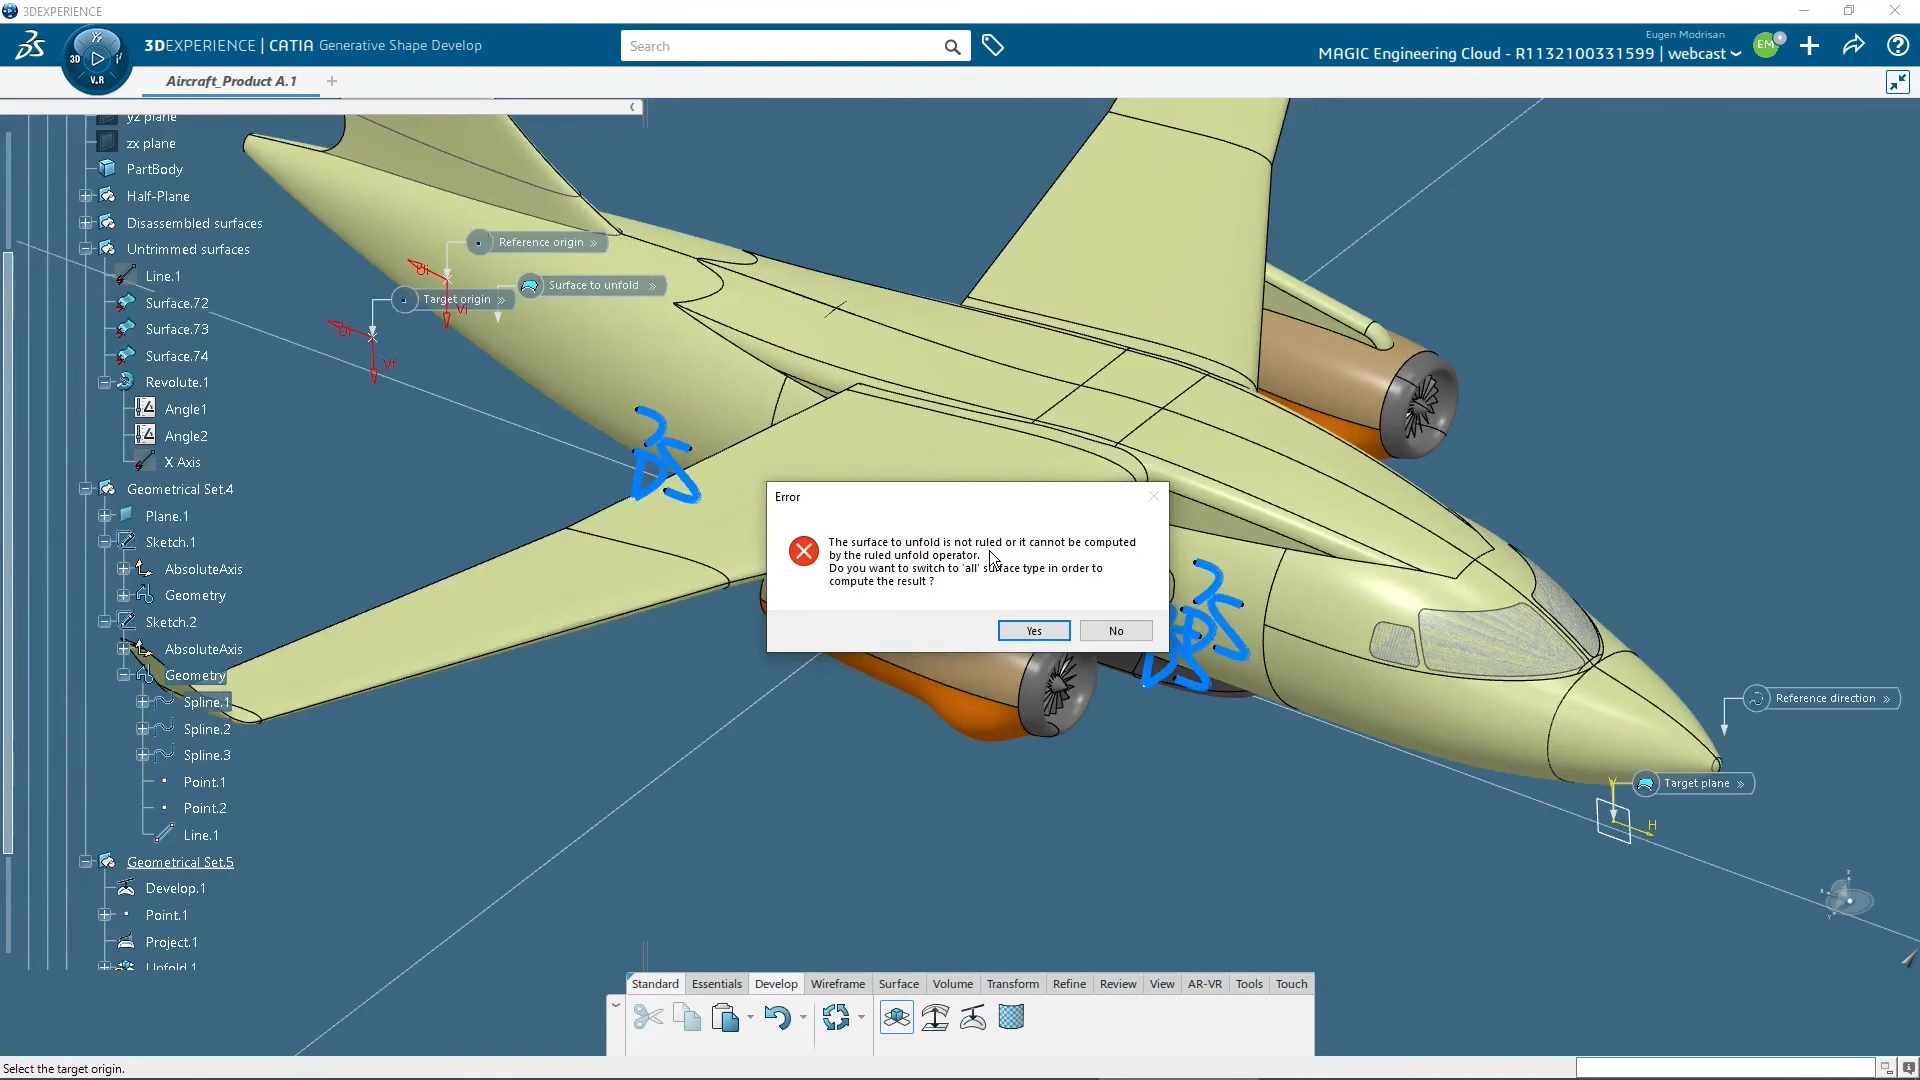 3DEXPERIENCE
3DEXPERIENCE | CATIA Generative Shape Develop
Search
Eugen Modrisan
MAGIC Engineering Cloud - R1132100331599 | webcast
EM
3D
V.R
Aircraft_Product A.1
yz plane
zx plane
PartBody
Half-Plane
Disassembled surfaces
Untrimmed surfaces
Line.1
Surface.72
Surface.73
Surface.74
Revolute.1
Angle1
Angle2
X Axis
Geometrical Set.4
Plane.1
Sketch.1
AbsoluteAxis
Geometry
Sketch.2
AbsoluteAxis
Geometry
Spline.1
Spline.2
Spline.3
Point.1
Point.2
Line.1
Geometrical Set.5
Develop.1
Point.1
Project.1
Unfold.1
Reference origin
Surface to unfold
Target origin
Ui
Vi
Vf
Error
The surface to unfold is not ruled or it cannot be computed
by the ruled unfold operator.
Do you want to switch to 'all' surface type in order to
compute the result ?
Yes
No
Reference direction
Target plane
V
H
Standard
Essentials
Develop
Wireframe
Surface
Volume
Transform
Refine
Review
View
AR-VR
Tools
Touch
Select the target origin.